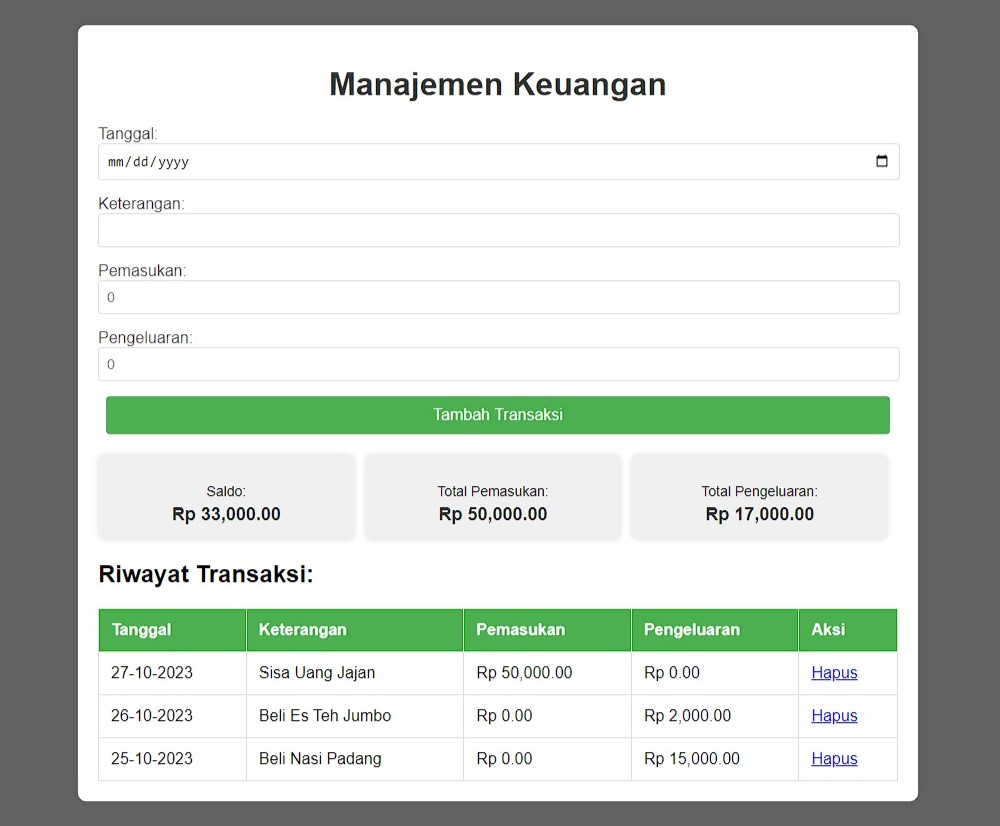 Manajemen Keuangan
Tanggal:
mm/dd/yyyy
Keterangan:
Pemasukan:
0
Pengeluaran:
0
Tambah Transaksi
Saldo: Total Pemasukan: Total Pengeluaran:
Rp 33,000.00 Rp 50,000.00 Rp 17,000.00
Riwayat Transaksi:
Tanggal Keterangan Pemasukan Pengeluaran Aksi
27-10-2023 Sisa Uang Jajan Rp 50,000.00 Rp 0.00 Hapus
26-10-2023 Beli Es Teh Jumbo Rp 0.00 Rp 2,000.00 Hapus
25-10-2023 Beli Nasi Padang Rp 0.00 Rp 15,000.00 Hapus